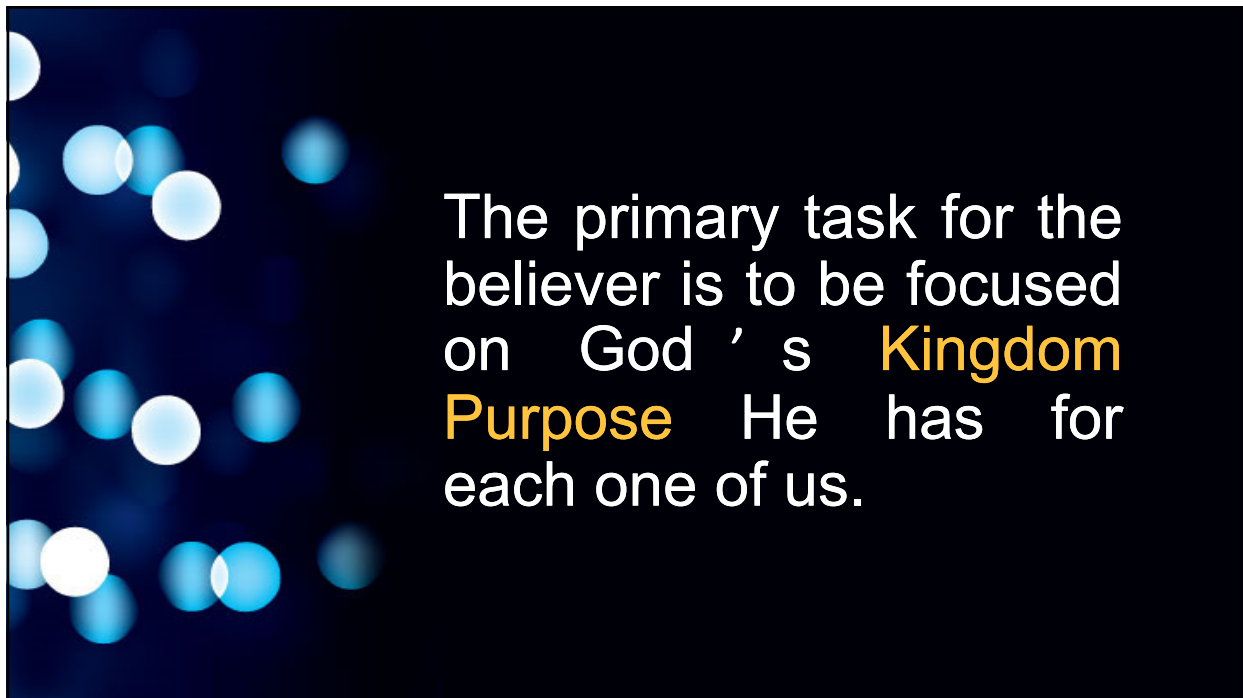 The primary task for the
believer is to be focused
on God’s Kingdom
Purpose He has for
each one of us.